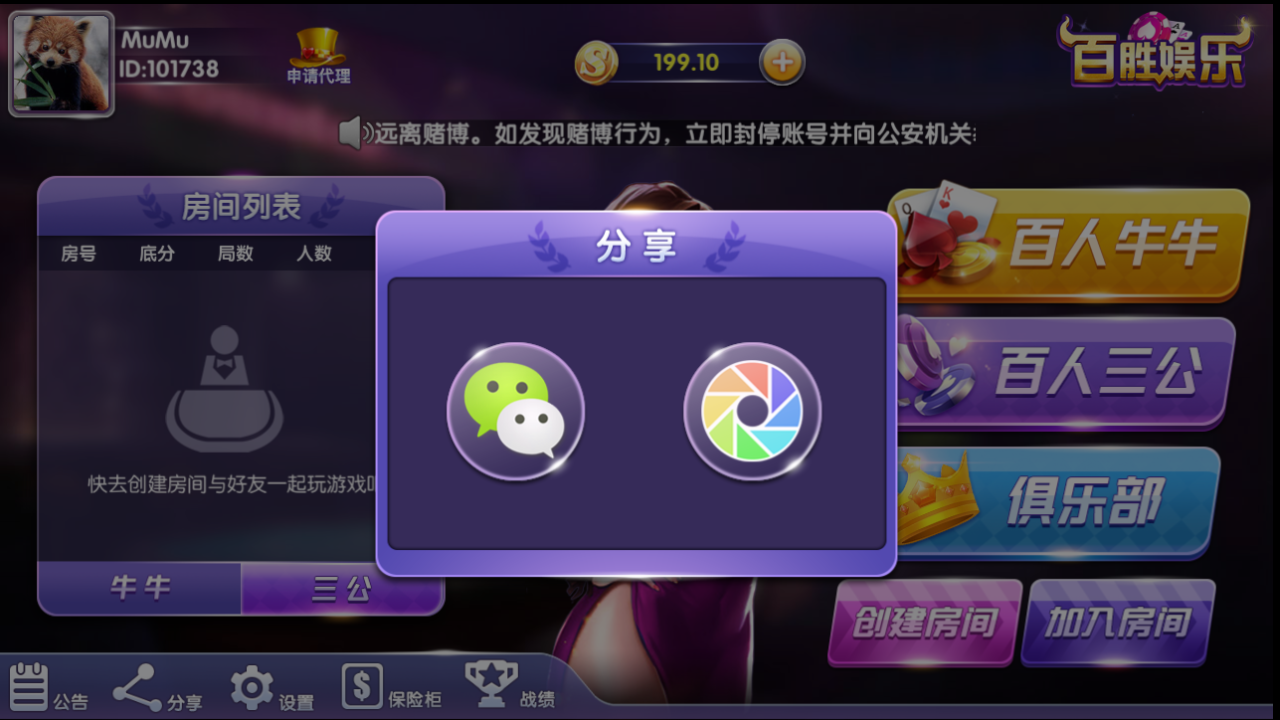 MuMu
ID:101738
申请代理
199.10
百胜娱乐
远离赌博。如发现赌博行为，立即封停账号并向公安机关
房间列表
房号 底分 局数 人数
分享
快去创建房间与好友一起玩游戏
牛牛 三公
百人牛牛
百人三公
俱乐部
创建房间 加入房间
公告 分享 设置 保险柜 战绩